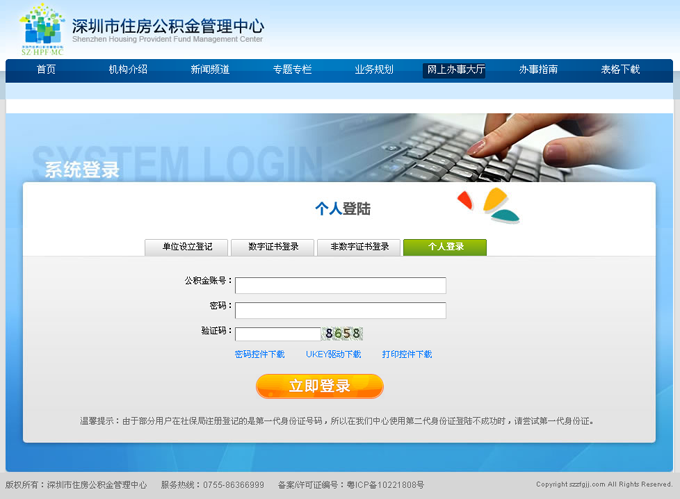 深圳市住房公积金管理中心
Shenzhen Housing Provident Fund Management Center
SZ HPF MC
首页 机构介绍 新闻频道 专题专栏 业务规划 网上办事大厅 办事指南 表格下载
SYSTEM LOGIN
系统登录
个人登陆
单位设立登记 数字证书登录 非数字证书登录 个人登录
公积金账号：
密码：
验证码： 8658
密码控件下载 UKEY驱动下载 打印控件下载
立即登录
温馨提示：由于部分用户在社保局注册登记的是第一代身份证号码，所以在我们中心使用第二代身份证登陆不成功时，请尝试第一代身份证。
版权所有：深圳市住房公积金管理中心 服务热线：0755-86366999 备案/许可证编号：粤ICP备10221808号 Copyright szzfgjj.com All Rights Reserved.